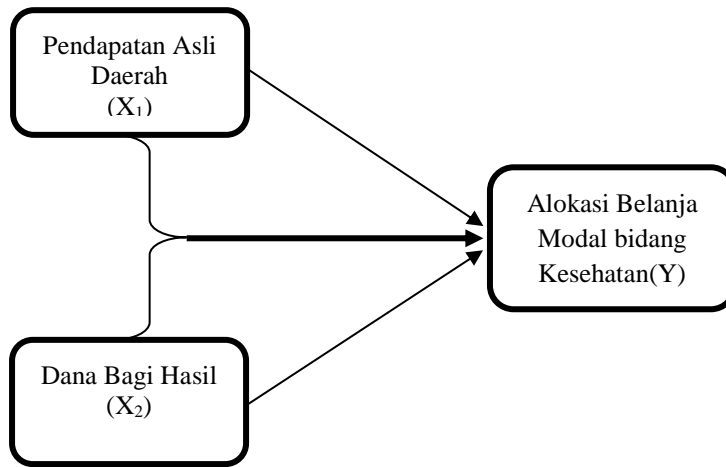 Pendapatan Asli
Daerah
(X₁)
Alokasi Belanja
Modal bidang
Kesehatan(Y)
Dana Bagi Hasil
(X₂)